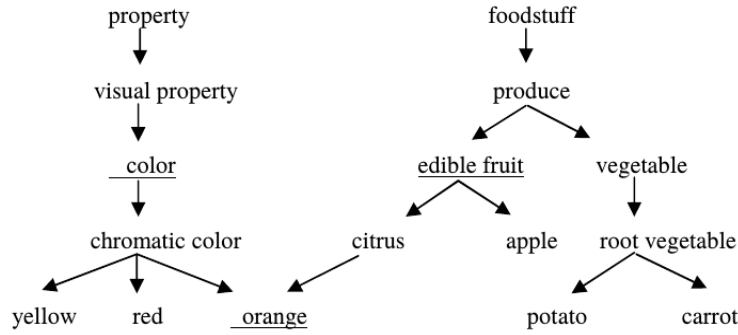 property foodstuff
visual property produce
color edible fruit vegetable
chromatic color citrus apple root vegetable
yellow red orange potato carrot